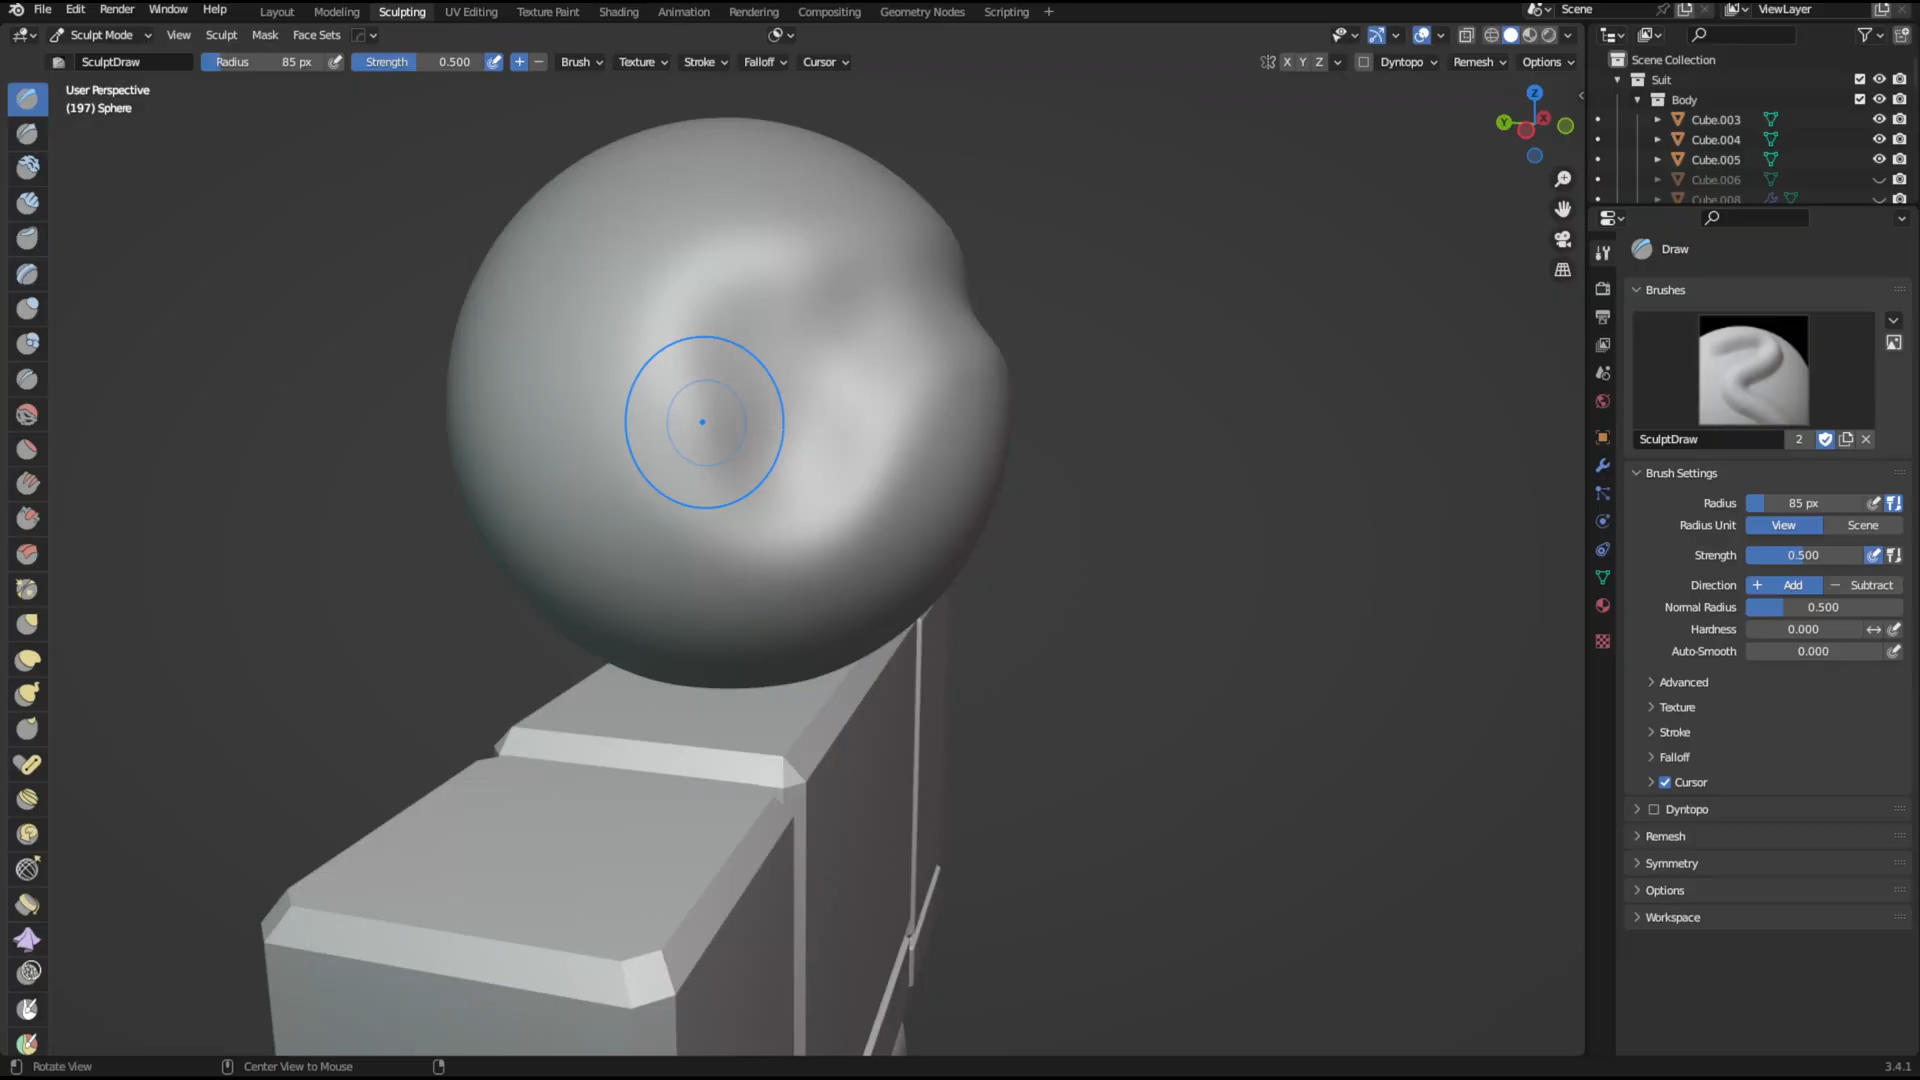 File Edit Render Window Help Layout Modeling Sculpting UV Editing Texture Paint Shading Animation Rendering Compositing Geometry Nodes Scripting + Scene ViewLayer
Sculpt Mode View Sculpt Mask Face Sets
SculptDraw Radius 85 px Strength 0.500 + − Brush Texture Stroke Falloff Cursor X Y Z Dyntopo Remesh Options
User Perspective
(197) Sphere
Z
Y
X
Scene Collection
Suit
Body
Cube.003
Cube.004
Cube.005
Cube.006
Cube.008
Draw
Brushes
SculptDraw 2
Brush Settings
Radius 85 px
Radius Unit View Scene
Strength 0.500
Direction + Add − Subtract
Normal Radius 0.500
Hardness 0.000
Auto-Smooth 0.000
Advanced
Texture
Stroke
Falloff
Cursor
Dyntopo
Remesh
Symmetry
Options
Workspace
Rotate View Center View to Mouse 3.4.1